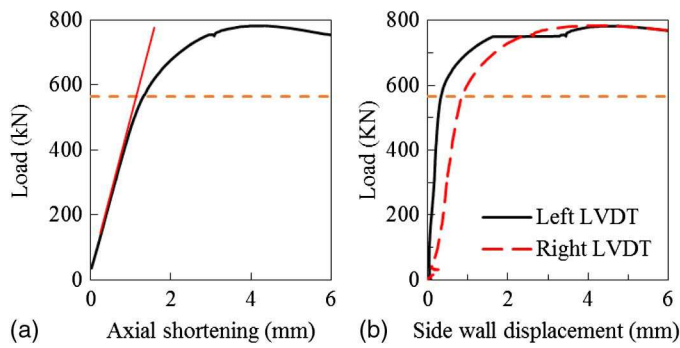 800
600
400
200
0
Load (kN)
0 2 4 6
(a) Axial shortening (mm)
800
600
400
200
0
Load (KN)
Left LVDT
Right LVDT
0 2 4 6
(b) Side wall displacement (mm)